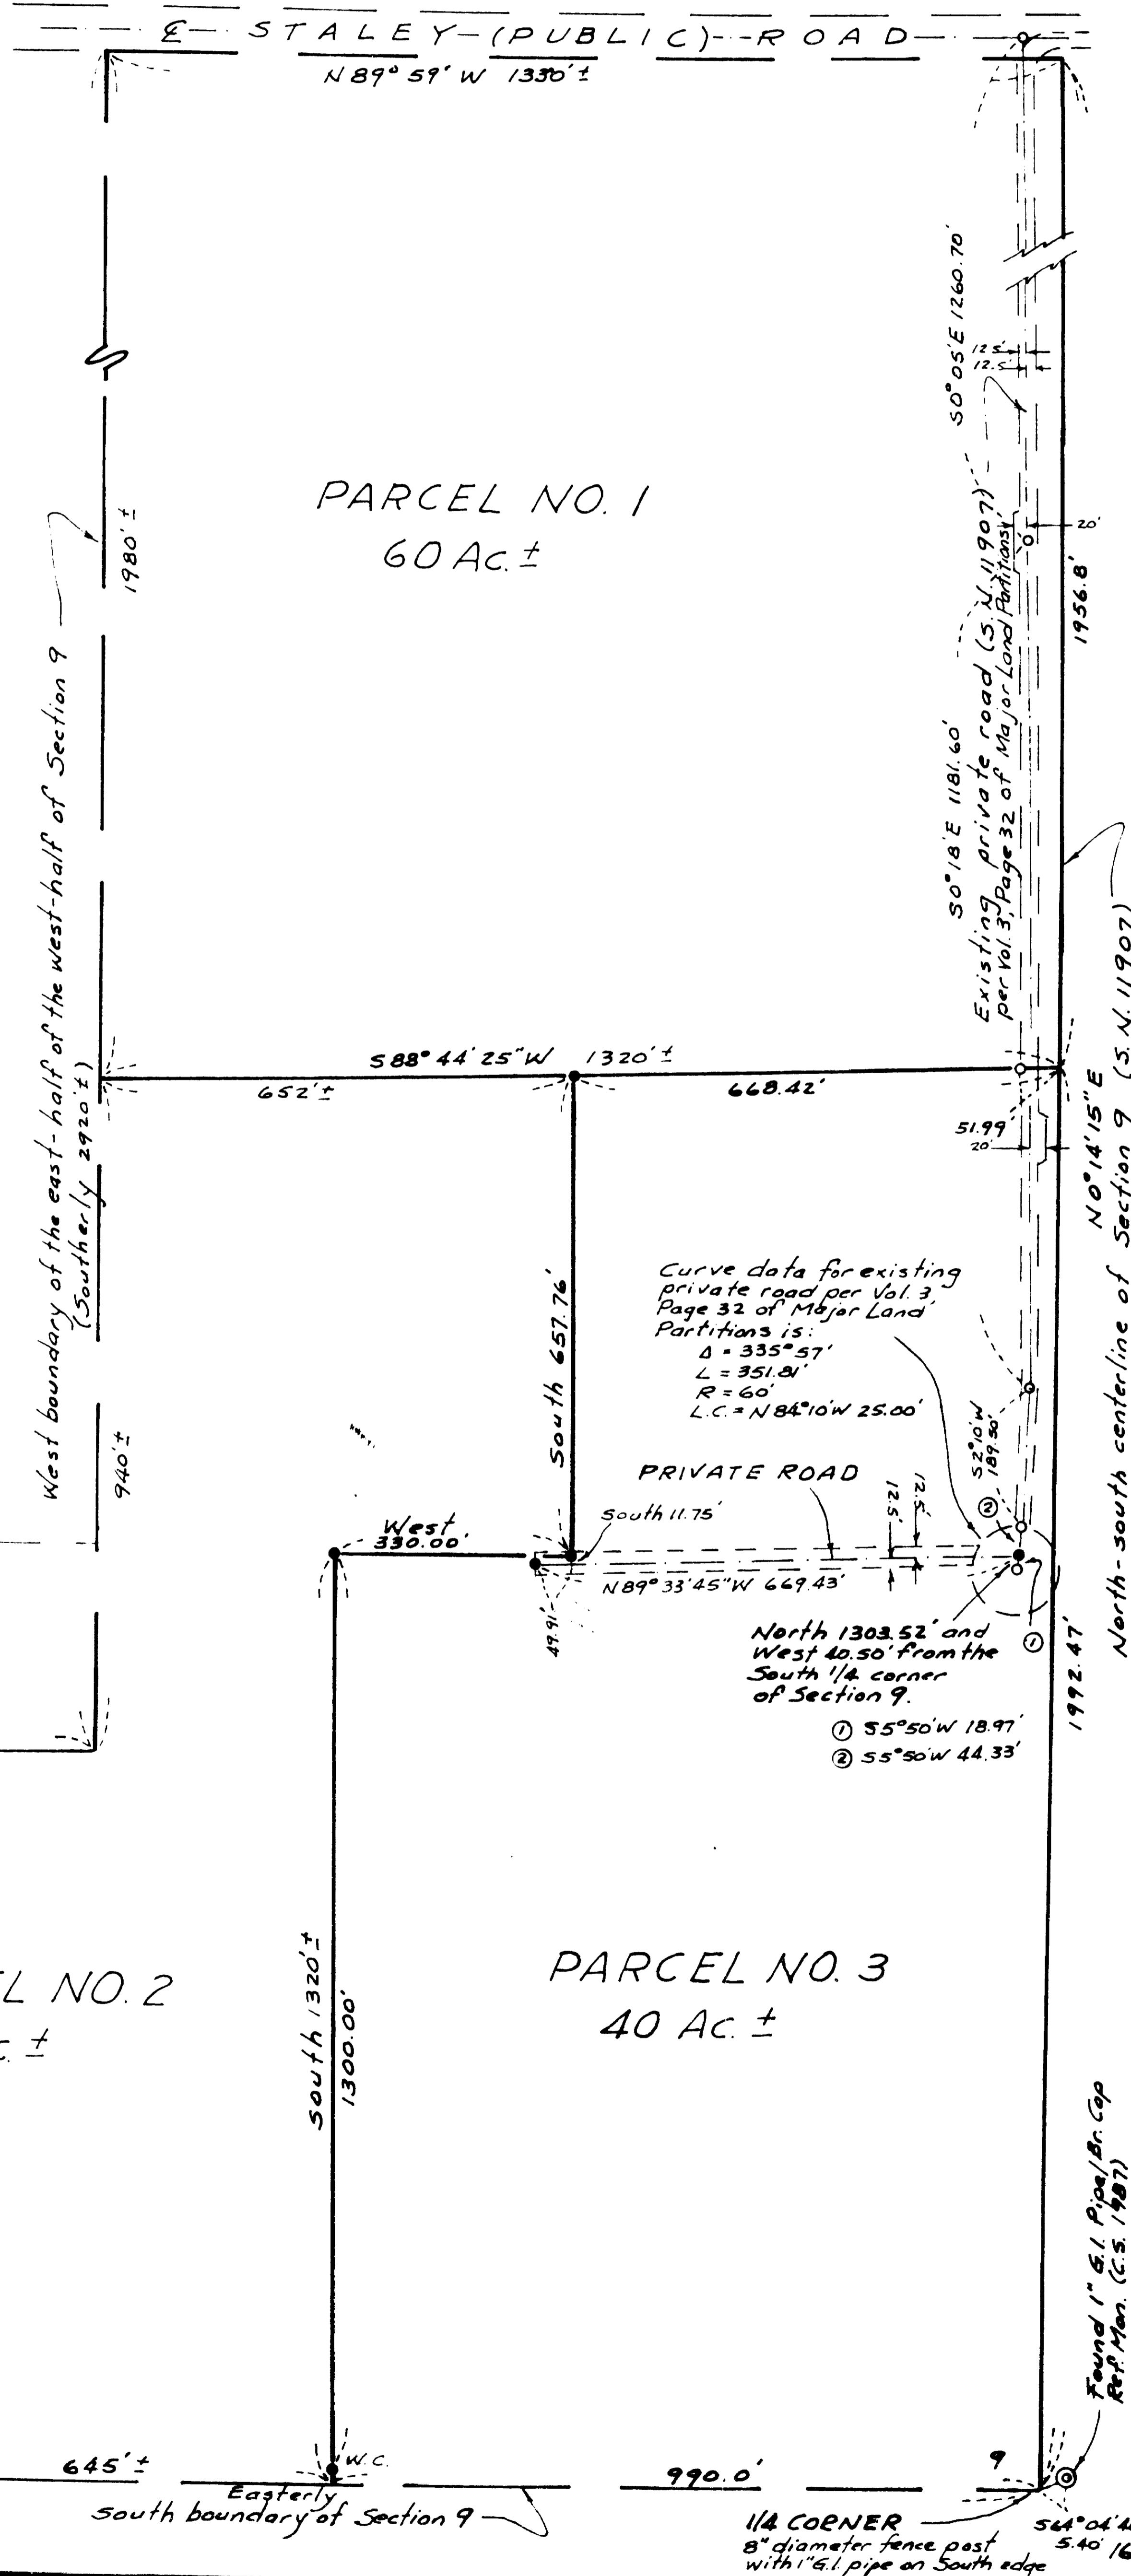 ℄ STALEY (PUBLIC) ROAD
N 89° 59' W 1330' ±
S0° 05' E 1260.70'
12.5'
12.5'
PARCEL NO. 1
60 Ac. ±
1980' ±
20'
1956.8'
Existing private road (S.N. 11907)
per Vol. 3, Page 32 of Major Land Partitions
S0° 18' E 1181.60'
West boundary of the east-half of the west-half of Section 9
(Southerly 2920' ±)
S 88° 44' 25" W 1320' ±
652' ±
668.42'
51.99'
20'
N 0° 14' 15" E
North-south centerline of Section 9 (S.N. 11907)
South 657.76'
Curve data for existing
private road per Vol. 3,
Page 32 of Major Land
Partitions is:
Δ = 335° 57'
L = 351.81'
R = 60'
L.C. = N 84° 10' W 25.00'
S 2° 10' W
189.50'
940' ±
PRIVATE ROAD
12.5'
12.5'
②
West
330.00'
South 11.75'
N 89° 33' 45" W 669.43'
49.91'
North 1303.52' and
West 40.50' from the
South 1/4 corner
of Section 9.
①
① S5° 50' W 18.97'
② S5° 50' W 44.33'
1992.47'
South 1320' ±
1300.00'
EL NO. 2
c. ±
PARCEL NO. 3
40 Ac. ±
Found 1" G.I. Pipe/Br. Cap
Ref. Mon. (C.S. 1987)
645' ±
W.C.
990.0'
9
Easterly
South boundary of Section 9
1/4 CORNER
8" diameter fence post
with 1" G.I. pipe on South edge
S64° 04' 4
5.40' 16